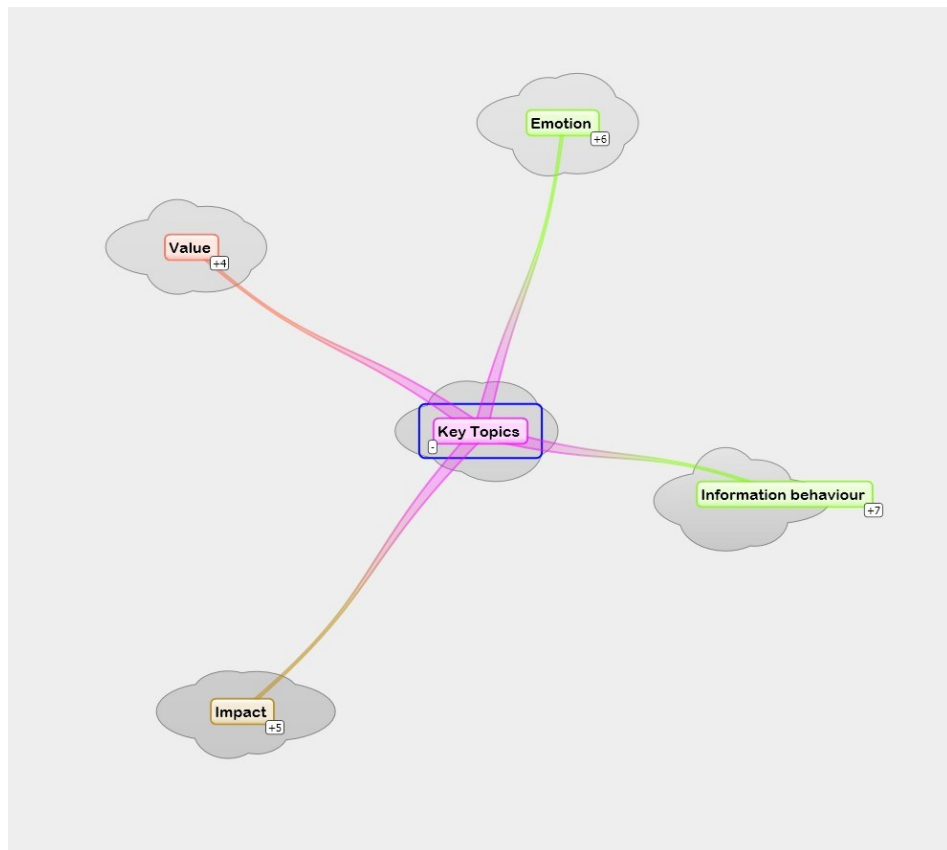 Emotion
+6
Value
+4
Key Topics
-
Information behaviour
+7
Impact
+5